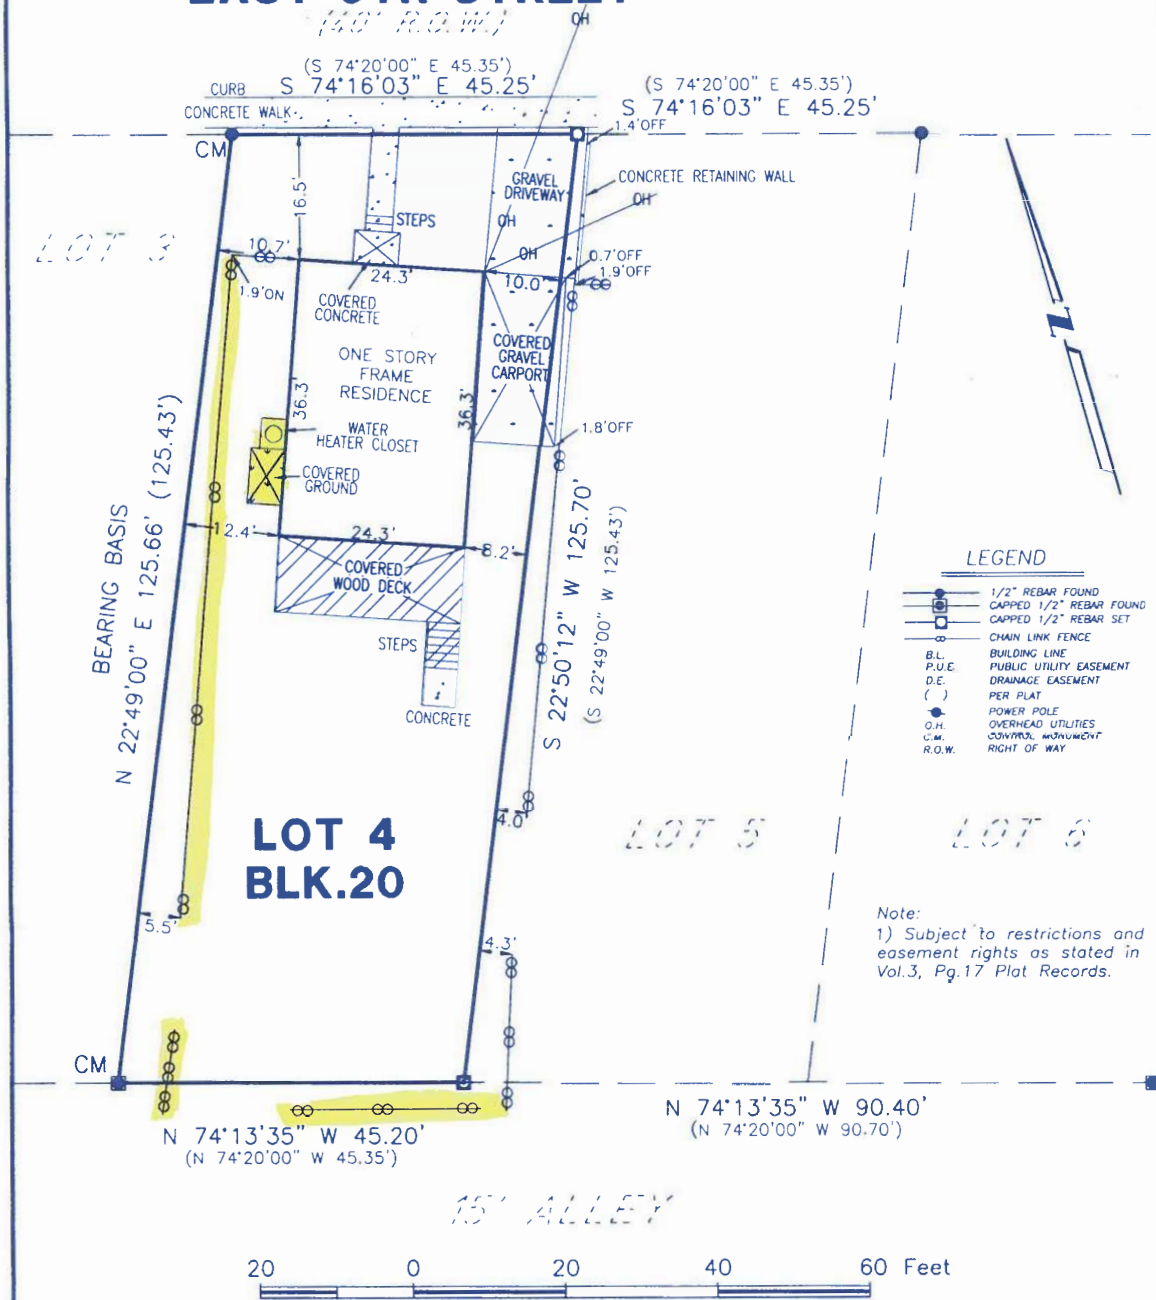 (40' R.O.W.)
OH
(S 74°20'00" E 45.35')
CURB S 74°16'03" E 45.25'
(S 74°20'00" E 45.35')
S 74°16'03" E 45.25'
CONCRETE WALK
1.4'OFF
CM
GRAVEL
DRIVEWAY
CONCRETE RETAINING WALL
16.5'
OH
STEPS
OH
LOT 3
10.7'
OH
0.7'OFF
1.9'OFF
24.3'
10.0'
1.9'ON
COVERED
CONCRETE
ONE STORY
FRAME
RESIDENCE
COVERED
GRAVEL
CARPORT
N
36.3'
36.3'
WATER
HEATER CLOSET
1.8'OFF
COVERED
GROUND
BEARING BASIS
N 22°49'00" E 125.66' (125.43')
12.4'
24.3'
8.2'
S 22°50'12" W 125.70'
(S 22°49'00" W 125.43')
COVERED
WOOD DECK
STEPS
CONCRETE
LEGEND
1/2" REBAR FOUND
CAPPED 1/2" REBAR FOUND
CAPPED 1/2" REBAR SET
CHAIN LINK FENCE
B.L. BUILDING LINE
P.U.E. PUBLIC UTILITY EASEMENT
D.E. DRAINAGE EASEMENT
( ) PER PLAT
POWER POLE
O.H. OVERHEAD UTILITIES
C.M. CONTROL MONUMENT
R.O.W. RIGHT OF WAY
4.0'
LOT 4
BLK.20
LOT 5
LOT 6
5.5'
4.3'
Note:
1) Subject to restrictions and
easement rights as stated in
Vol.3, Pg.17 Plat Records.
CM
N 74°13'35" W 45.20'
(N 74°20'00" W 45.35')
N 74°13'35" W 90.40'
(N 74°20'00" W 90.70')
15' ALLEY
20 0 20 40 60 Feet